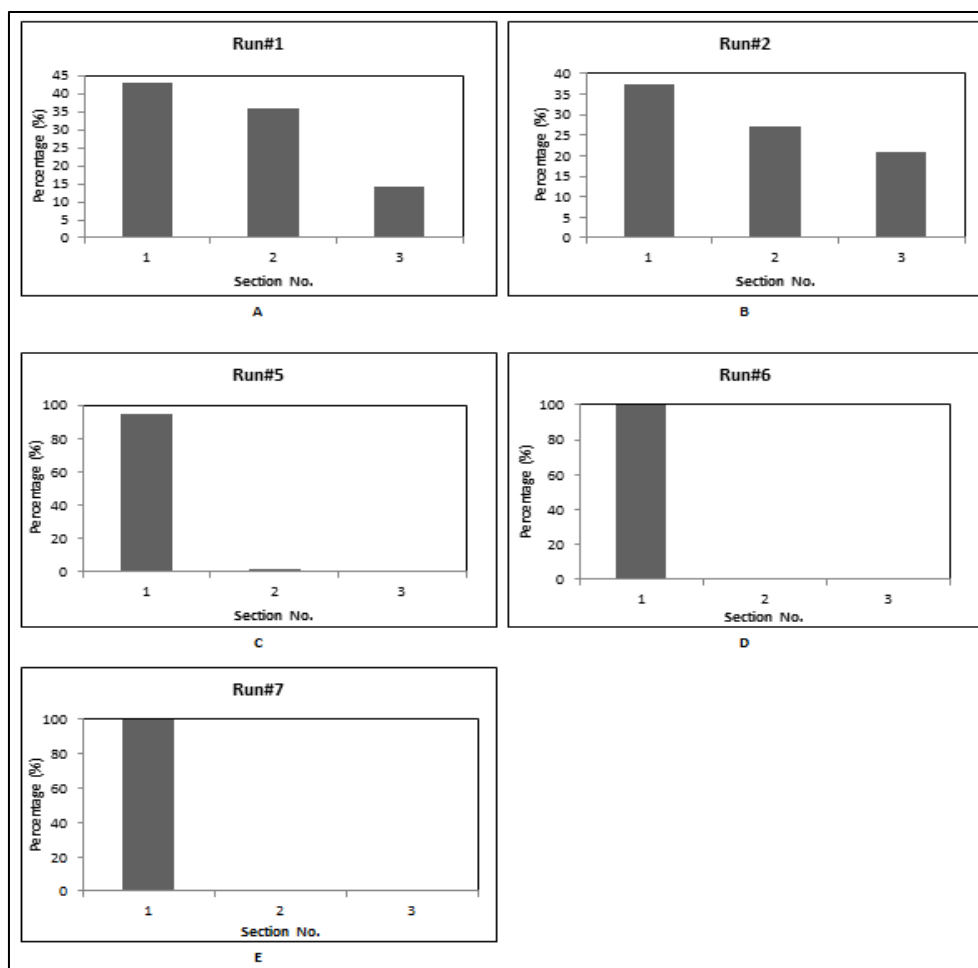 Run#1
45
40
35
30
25
20
15
10
5
0
Percentage (%)
1 2 3
Section No.
A
Run#2
40
35
30
25
20
15
10
5
0
Percentage (%)
1 2 3
Section No.
B
Run#5
100
80
60
40
20
0
Percentage (%)
1 2 3
Section No.
C
Run#6
100
80
60
40
20
0
Percentage (%)
1 2 3
Section No.
D
Run#7
100
80
60
40
20
0
Percentage (%)
1 2 3
Section No.
E